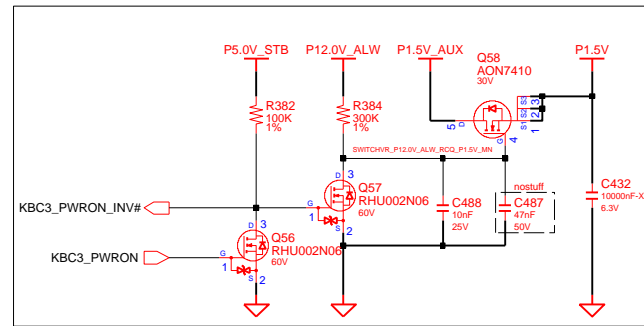 P5.0V_STB
P12.0V_ALW
P1.5V_AUX
P1.5V
Q58
AON7410
30V
R382
100K
1%
R384
300K
1%
5
D
G
4
S3
S2
S1
3
2
1
SWITCHVR_P12.0V_ALW_RCQ_P1.5V_MN
D
3
Q57
RHU002N06
60V
G
1
S
2
KBC3_PWRON_INV#
C488
10nF
25V
nostuff
C487
47nF
50V
C432
10000nF-X
6.3V
D
3
Q56
RHU002N06
60V
KBC3_PWRON
G
1
S
2